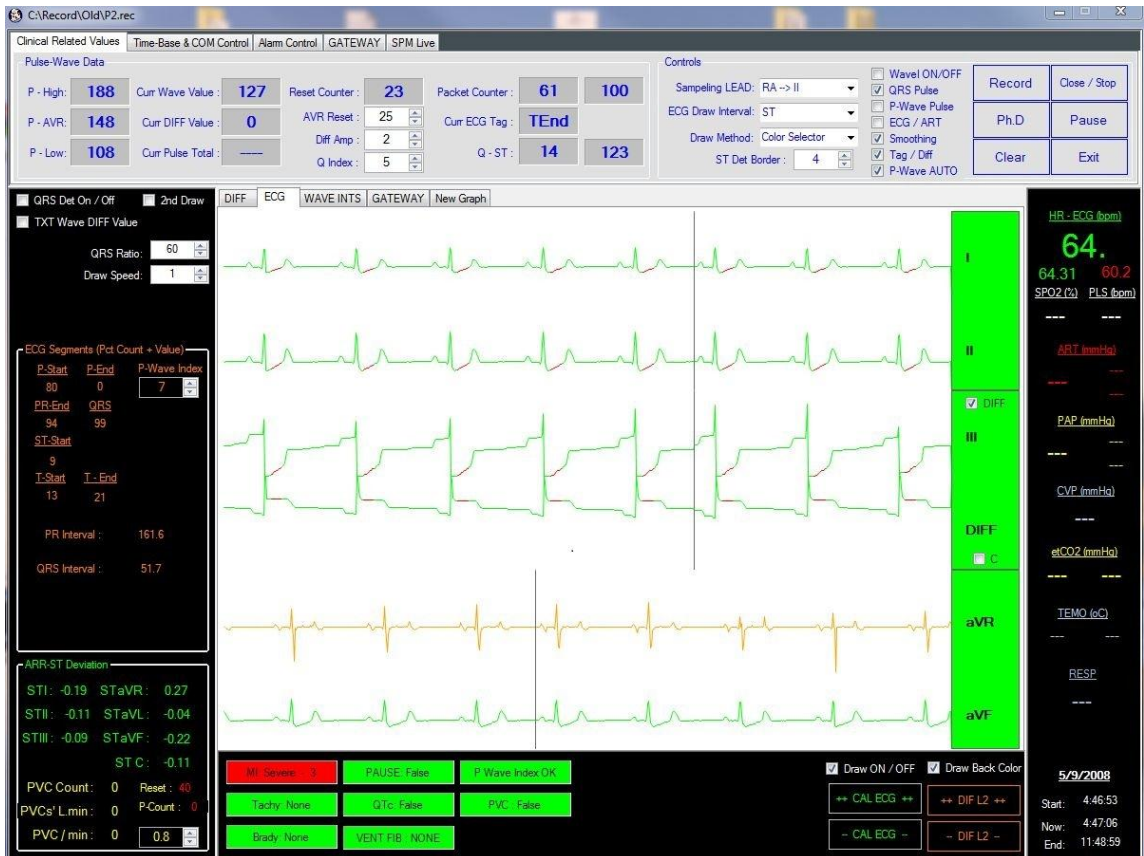 C:\Record\Old\P2.rec
Clinical Related Values Time-Base & COM Control Alarm Control GATEWAY SPM Live
Pulse-Wave Data
P - High: 188 Curr Wave Value : 127 Reset Counter : 23 Packet Counter : 61 100
P - AVR: 148 Curr DIFF Value : 0 AVR Reset : 25 Curr ECG Tag : TEnd
Diff Amp : 2
P - Low: 108 Curr Pulse Total : ---- Q Index : 5 Q - ST : 14 123
Controls
Sampeling LEAD: RA --> II
ECG Draw Interval: ST
Draw Method: Color Selector
ST Det Border : 4
Wavel ON/OFF
QRS Pulse
P-Wave Pulse
ECG / ART
Smoothing
Tag / Diff
P-Wave AUTO
Record Close / Stop
Ph.D Pause
Clear Exit
QRS Det On / Off 2nd Draw
TXT Wave DIFF Value
QRS Ratio: 60
Draw Speed: 1
ECG Segments (Pct Count + Value)
P-Start P-End P-Wave Index
80 0 7
PR-End QRS
94 99
ST-Start
9
T-Start T - End
13 21
PR Interval : 161.6
QRS Interval : 51.7
ARR-ST Deviation
STI : -0.19 STaVR : 0.27
STII : -0.11 STaVL : -0.04
STIII : -0.09 STaVF : -0.22
ST C : -0.11
PVC Count : 0 Reset : 40
PVCs' L.min : 0 P-Count : 0
PVC / min : 0 0.8
DIFF ECG WAVE INTS GATEWAY New Graph
I
II
DIFF
III
DIFF
C
aVR
aVF
MI: Severe - 3 PAUSE: False P Wave Index OK
Tachy: None QTc: False PVC : False
Brady: None VENT FIB : NONE
Draw ON / OFF Draw Back Color
++ CAL ECG ++ ++ DIF L2 ++
-- CAL ECG -- -- DIF L2 --
HR - ECG (bpm)
64.
64.31 60.2
SPO2 (%) PLS (bpm)
--- ---
ART (mmHg)
---
---
---
PAP (mmHg)
---
---
---
CVP (mmHg)
---
etCO2 (mmHg)
--- ---
TEMO (oC)
--- ---
RESP
---
5/9/2008
Start: 4:46:53
Now: 4:47:06
End: 11:48:59